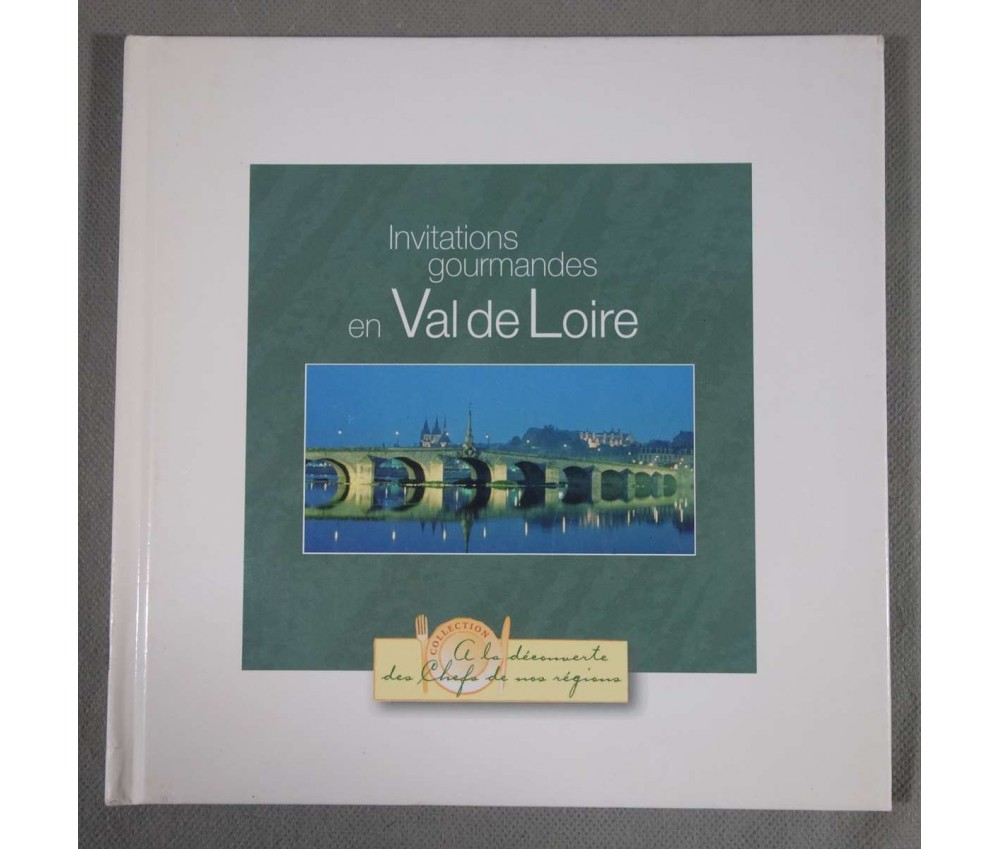 Invitations
gourmandes
en Val de Loire
COLLECTION
A la découverte
des Chefs de nos régions